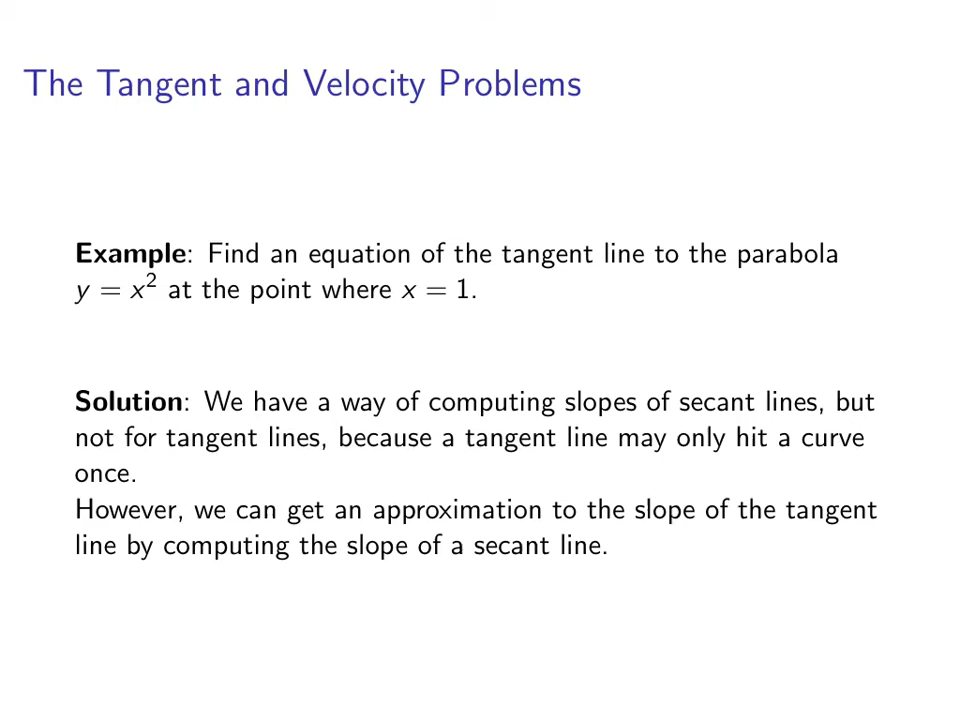 The Tangent and Velocity Problems
Example: Find an equation of the tangent line to the parabola
y = x² at the point where x = 1.
Solution: We have a way of computing slopes of secant lines, but
not for tangent lines, because a tangent line may only hit a curve
once.
However, we can get an approximation to the slope of the tangent
line by computing the slope of a secant line.